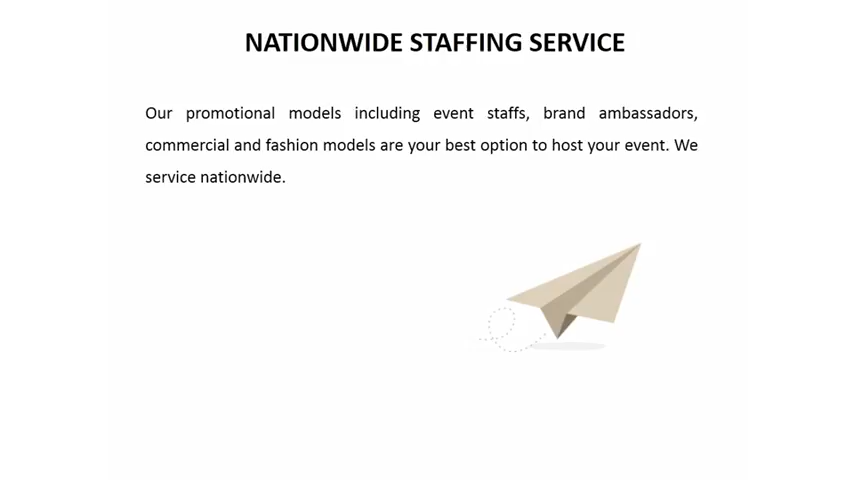 NATIONWIDE STAFFING SERVICE
Our promotional models including event staffs, brand ambassadors,
commercial and fashion models are your best option to host your event. We
service nationwide.